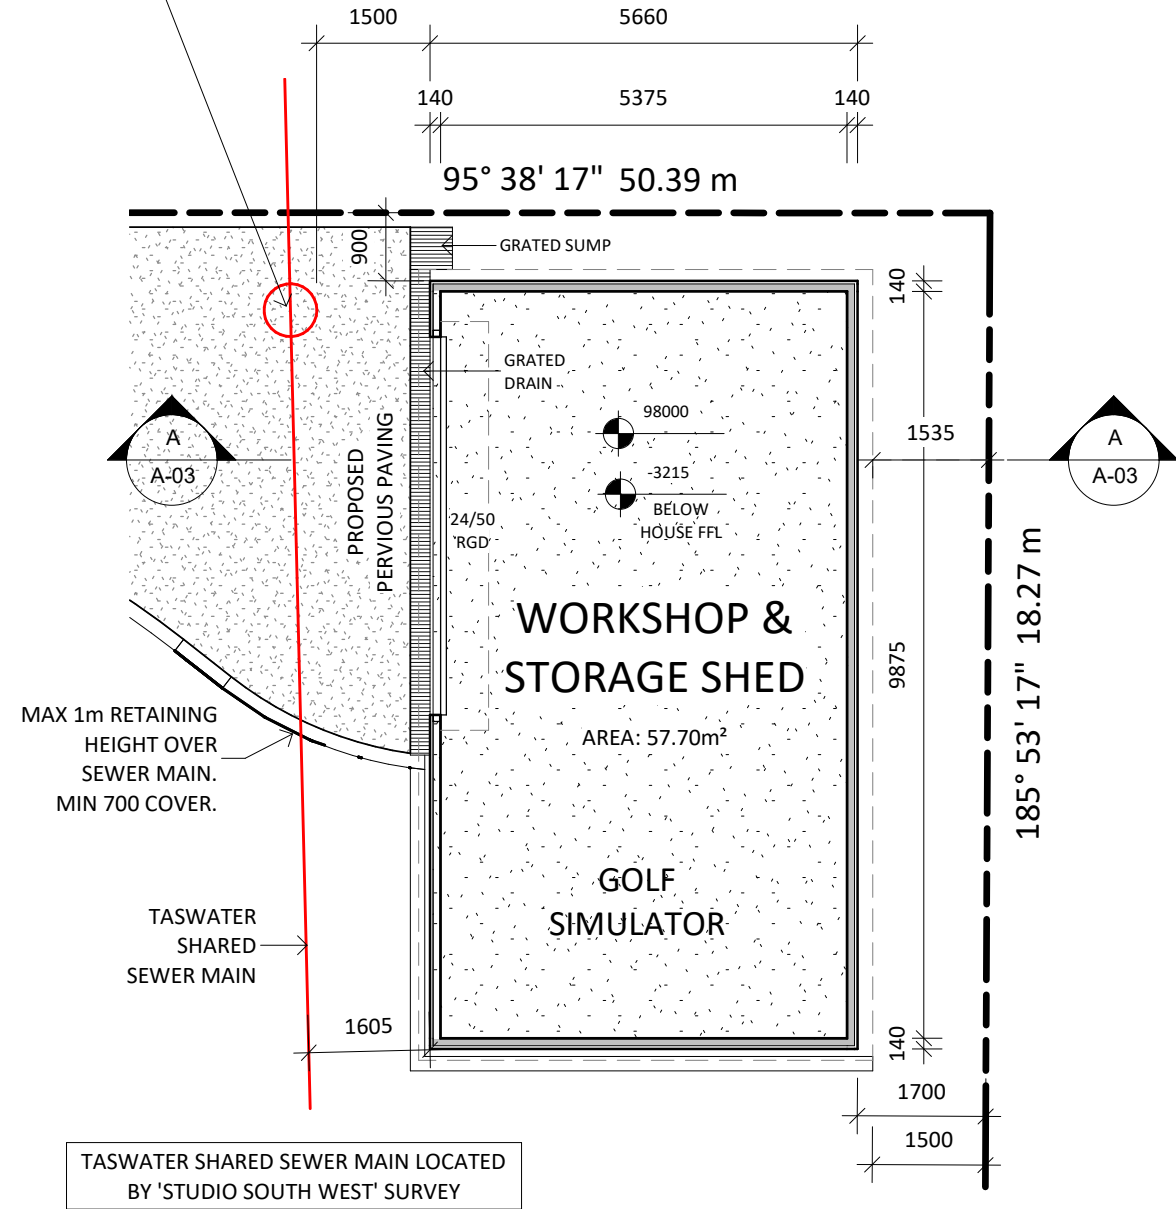 1500
5660
140
5375
140
95° 38' 17" 50.39 m
900
GRATED SUMP
140
GRATED
DRAIN
98000
A
A-03
1535
A
A-03
-3215
BELOW
HOUSE FFL
PROPOSED
PERVIOUS PAVING
24/50
RGD
WORKSHOP &
STORAGE SHED
AREA: 57.70m²
9875
185° 53' 17" 18.27 m
MAX 1m RETAINING
HEIGHT OVER
SEWER MAIN.
MIN 700 COVER.
GOLF
SIMULATOR
TASWATER
SHARED
SEWER MAIN
1605
140
1700
1500
TASWATER SHARED SEWER MAIN LOCATED
BY 'STUDIO SOUTH WEST' SURVEY